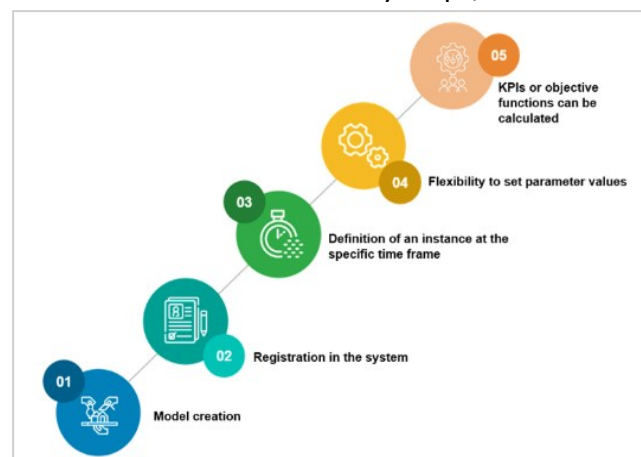 05
KPIs or objective
functions can be
calculated
04
Flexibility to set parameter values
03
Definition of an instance at the
specific time frame
02
Registration in the system
01
Model creation